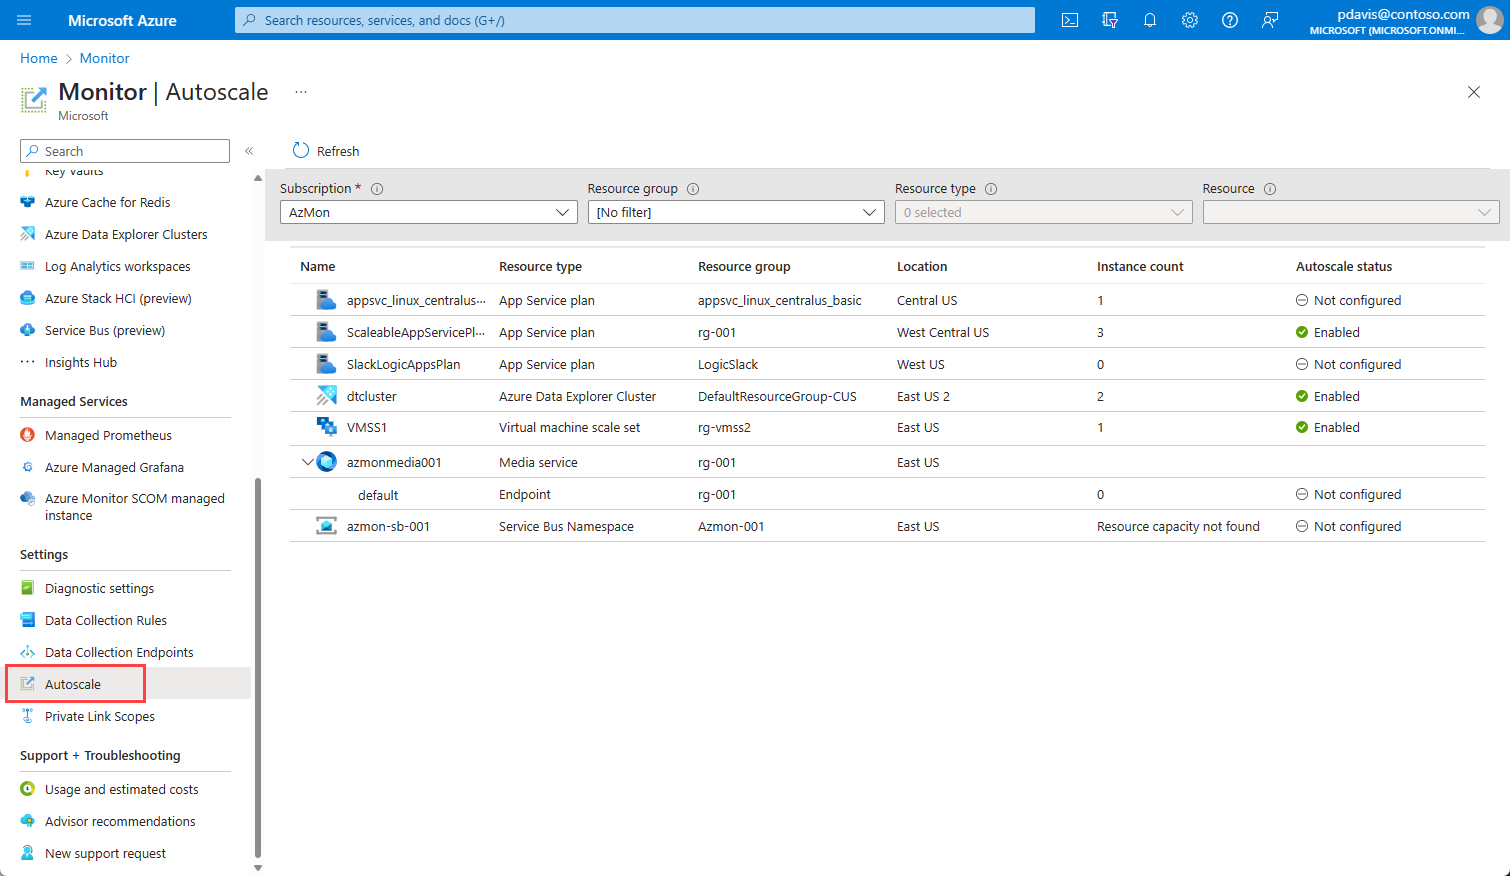 Microsoft Azure
Search resources, services, and docs (G+/)
pdavis@contoso.com
MICROSOFT (MICROSOFT.ONMI...
Home > Monitor
Monitor | Autoscale ...
Microsoft
Search
«
Key vaults
Azure Cache for Redis
Azure Data Explorer Clusters
Log Analytics workspaces
Azure Stack HCI (preview)
Service Bus (preview)
Insights Hub
Managed Services
Managed Prometheus
Azure Managed Grafana
Azure Monitor SCOM managed
instance
Settings
Diagnostic settings
Data Collection Rules
Data Collection Endpoints
Autoscale
Private Link Scopes
Support + Troubleshooting
Usage and estimated costs
Advisor recommendations
New support request
Refresh
Subscription * Resource group Resource type Resource
AzMon [No filter] 0 selected
Name Resource type Resource group Location Instance count Autoscale status
appsvc_linux_centralus... App Service plan appsvc_linux_centralus_basic Central US 1 Not configured
ScaleableAppServicePl... App Service plan rg-001 West Central US 3 Enabled
SlackLogicAppsPlan App Service plan LogicSlack West US 0 Not configured
dtcluster Azure Data Explorer Cluster DefaultResourceGroup-CUS East US 2 2 Enabled
VMSS1 Virtual machine scale set rg-vmss2 East US 1 Enabled
azmonmedia001 Media service rg-001 East US
default Endpoint rg-001 0 Not configured
azmon-sb-001 Service Bus Namespace Azmon-001 East US Resource capacity not found Not configured